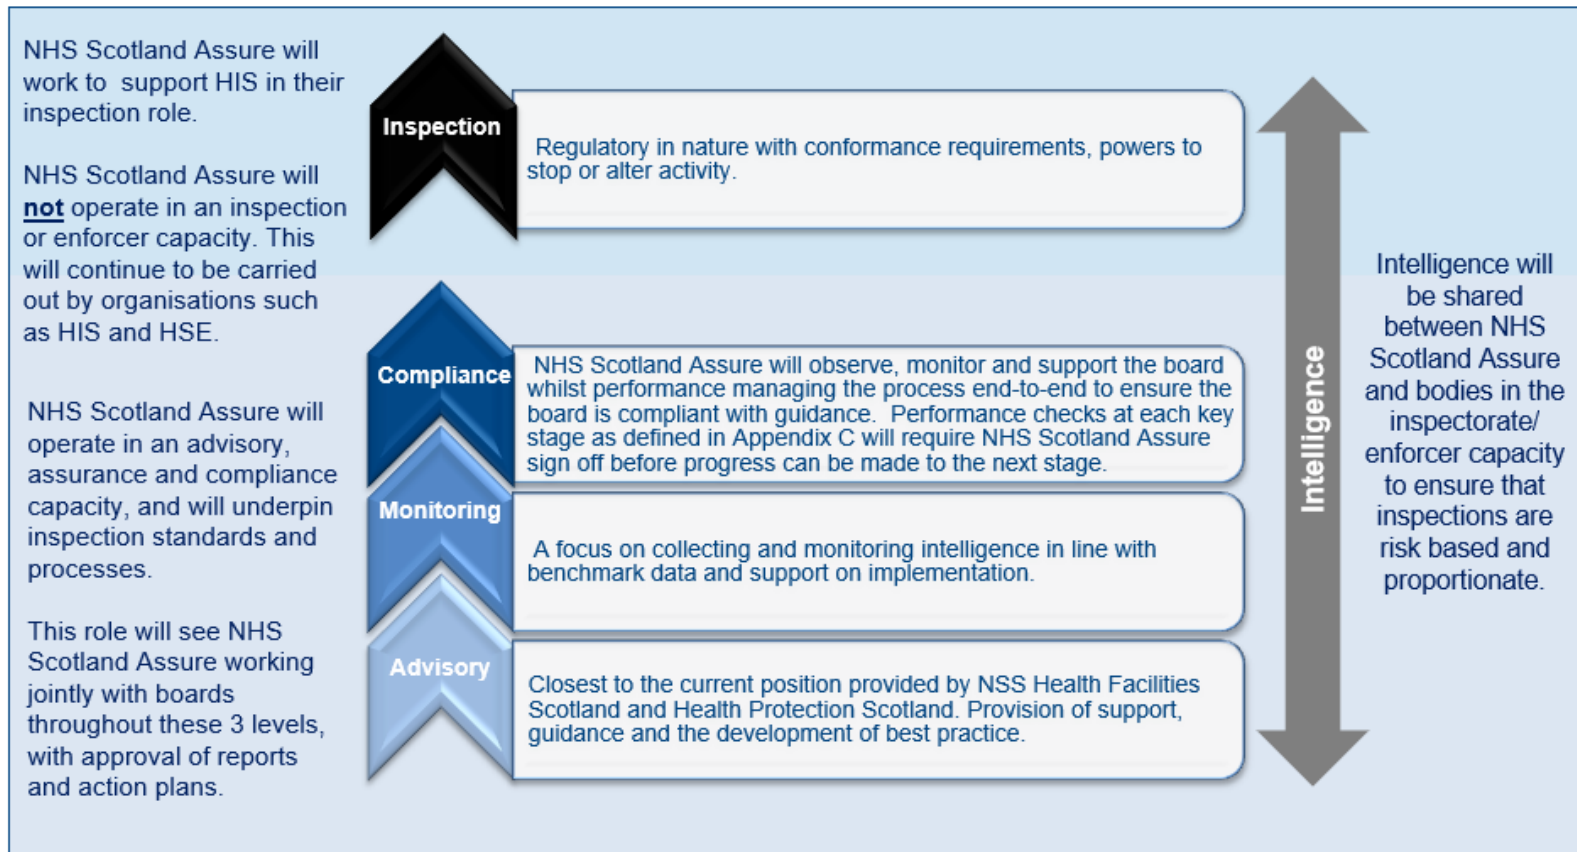 NHS Scotland Assure will
work to  support HIS in their
inspection role.
NHS Scotland Assure will
not operate in an inspection
or enforcer capacity. This
will continue to be carried
out by organisations such
as HIS and HSE.
NHS Scotland Assure will
operate in an advisory,
assurance and compliance
capacity, and will underpin
inspection standards and
processes.
This role will see NHS
Scotland Assure working
jointly with boards
throughout these 3 levels,
with approval of reports
and action plans.
Inspection
Regulatory in nature with conformance requirements, powers to
stop or alter activity.
Compliance
NHS Scotland Assure will observe, monitor and support the board
whilst performance managing the process end-to-end to ensure the
board is compliant with guidance.  Performance checks at each key
stage as defined in Appendix C will require NHS Scotland Assure
sign off before progress can be made to the next stage.
Monitoring
A focus on collecting and monitoring intelligence in line with
benchmark data and support on implementation.
Advisory
Closest to the current position provided by NSS Health Facilities
Scotland and Health Protection Scotland. Provision of support,
guidance and the development of best practice.
Intelligence
Intelligence will
be shared
between NHS
Scotland Assure
and bodies in the
inspectorate/
enforcer capacity
to ensure that
inspections are
risk based and
proportionate.